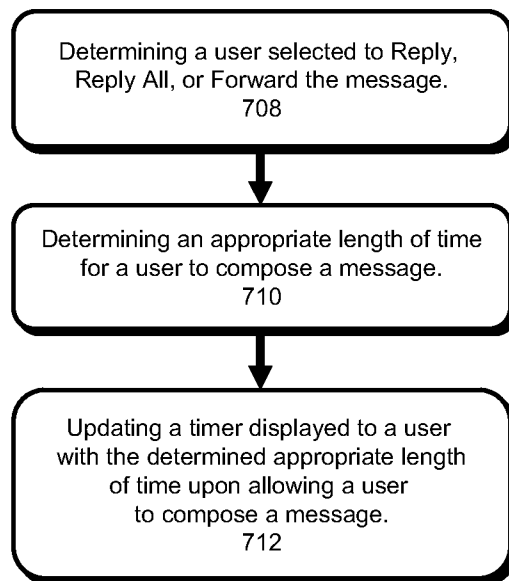 Determining a user selected to Reply,
Reply All, or Forward the message.
708
Determining an appropriate length of time
for a user to compose a message.
710
Updating a timer displayed to a user
with the determined appropriate length
of time upon allowing a user
to compose a message.
712